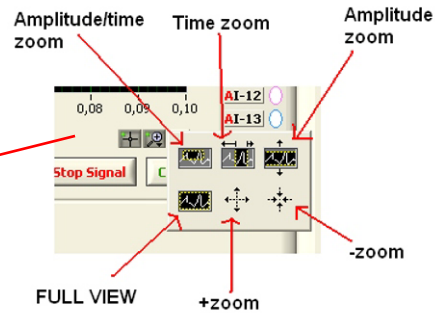 Amplitude/time
zoom
Time zoom
Amplitude
zoom
0,08 0,09 0,10
AI-12
AI-13
Stop Signal
C
-zoom
FULL VIEW
+zoom